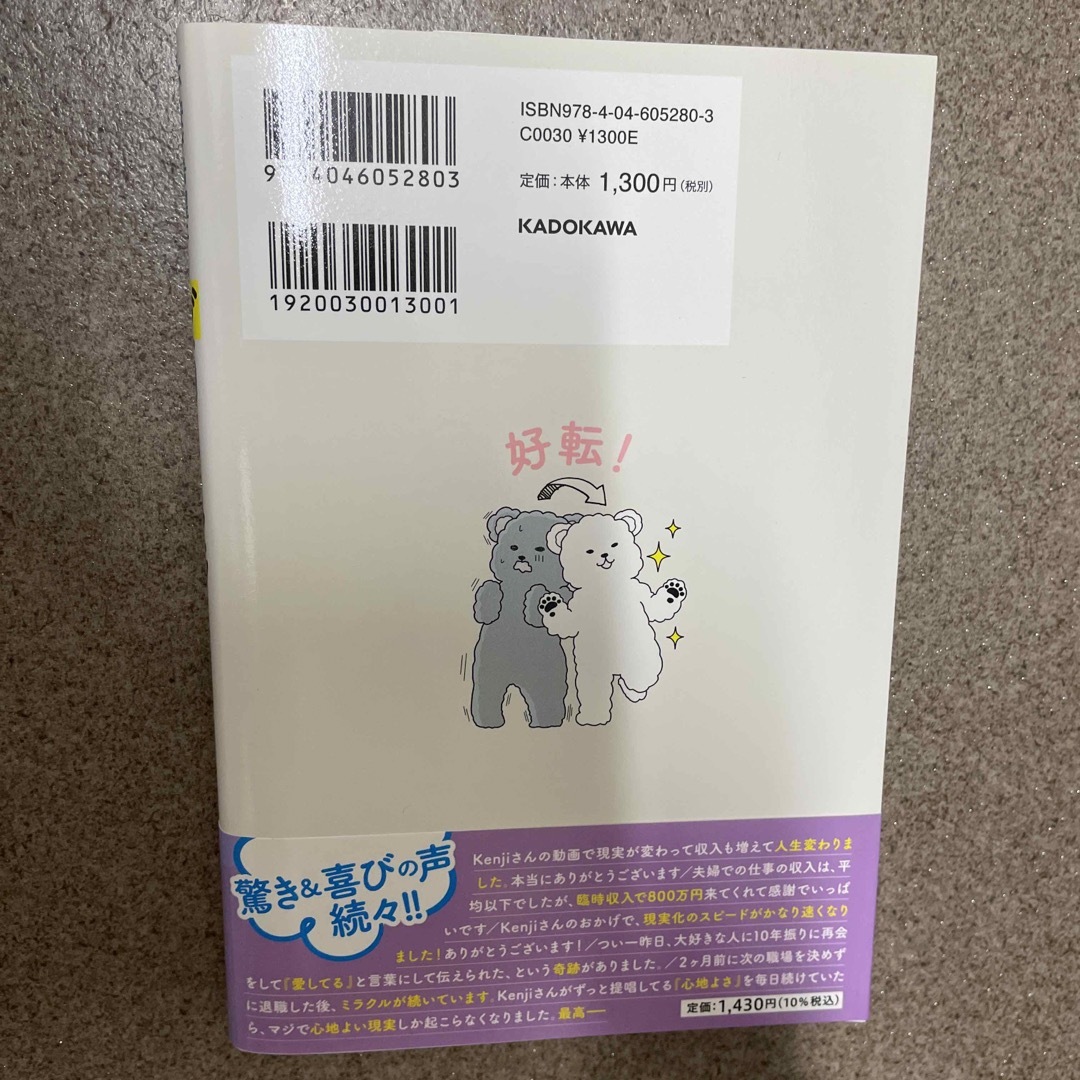 ISBN978-4-04-605280-3
C0030 ¥1300E
9 4046052803
定価:本体 1,300円(税別)
KADOKAWA
1920030013001
好転!
驚き&喜びの声
続々!!
Kenjiさんの動画で現実が変わって収入も増えて人生変わりま
した。本当にありがとうございます/夫婦での仕事の収入は、平
均以下でしたが、臨時収入で800万円来てくれて感謝でいっぱ
いです/Kenjiさんのおかげで、現実化のスピードがかなり速くなり
ました!ありがとうございます!/つい一昨日、大好きな人に10年振りに再会
をして『愛してる』と言葉にして伝えられた、という奇跡がありました。/2ヶ月前に次の職場を決めず
に退職した後、ミラクルが続いています。Kenjiさんがずっと提唱してる『心地よさ』を毎日続けていた
ら、マジで心地よい現実しか起こらなくなりました。最高――
定価:1,430円(10%税込)